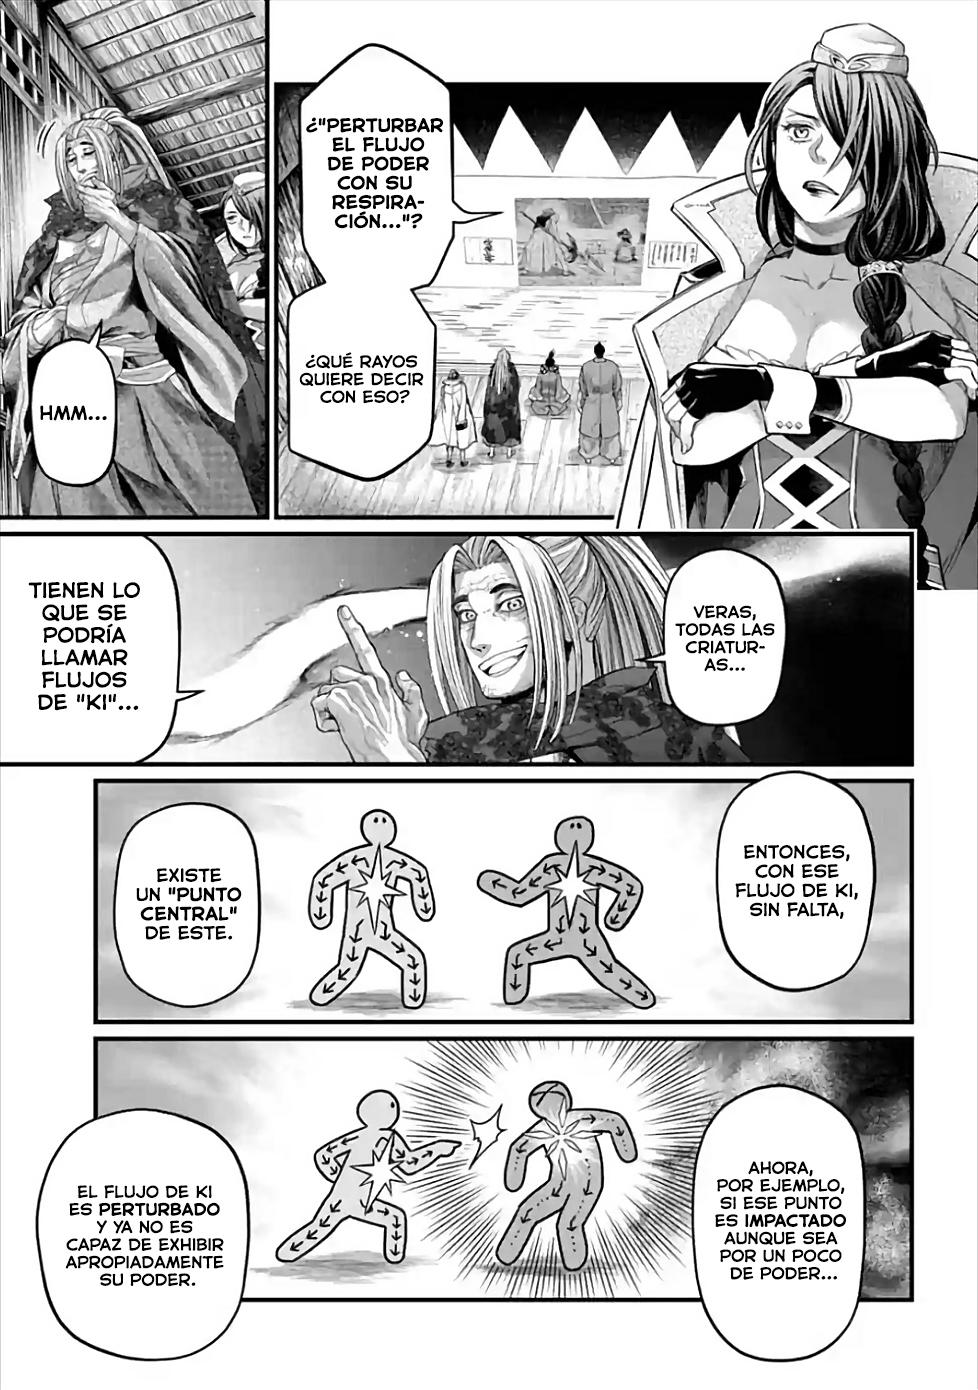 ¿"PERTURBAR
EL FLUJO
DE PODER
CON SU
RESPIRA-
CIÓN..."?
¿QUÉ RAYOS
QUIERE DECIR
CON ESO?
HMM...
VERAS,
TODAS LAS
CRIATUR-
AS...
TIENEN LO
QUE SE
PODRÍA
LLAMAR
FLUJOS
DE "KI"...
ENTONCES,
CON ESE
FLUJO DE KI,
SIN FALTA,
EXISTE
UN "PUNTO
CENTRAL"
DE ESTE.
AHORA,
POR EJEMPLO,
SI ESE PUNTO
ES IMPACTADO
AUNQUE SEA
POR UN POCO
DE PODER...
EL FLUJO DE KI
ES PERTURBADO
Y YA NO ES
CAPAZ DE EXHIBIR
APROPIADAMENTE
SU PODER.